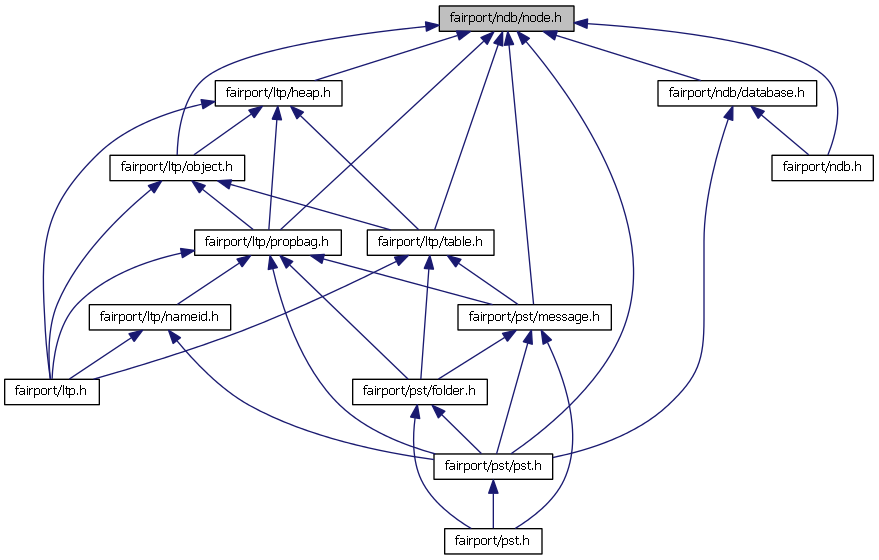 fairport/ndb/node.h
fairport/ltp/heap.h
fairport/ndb/database.h
fairport/ltp/object.h
fairport/ndb.h
fairport/ltp/propbag.h
fairport/ltp/table.h
fairport/ltp/nameid.h
fairport/pst/message.h
fairport/ltp.h
fairport/pst/folder.h
fairport/pst/pst.h
fairport/pst.h